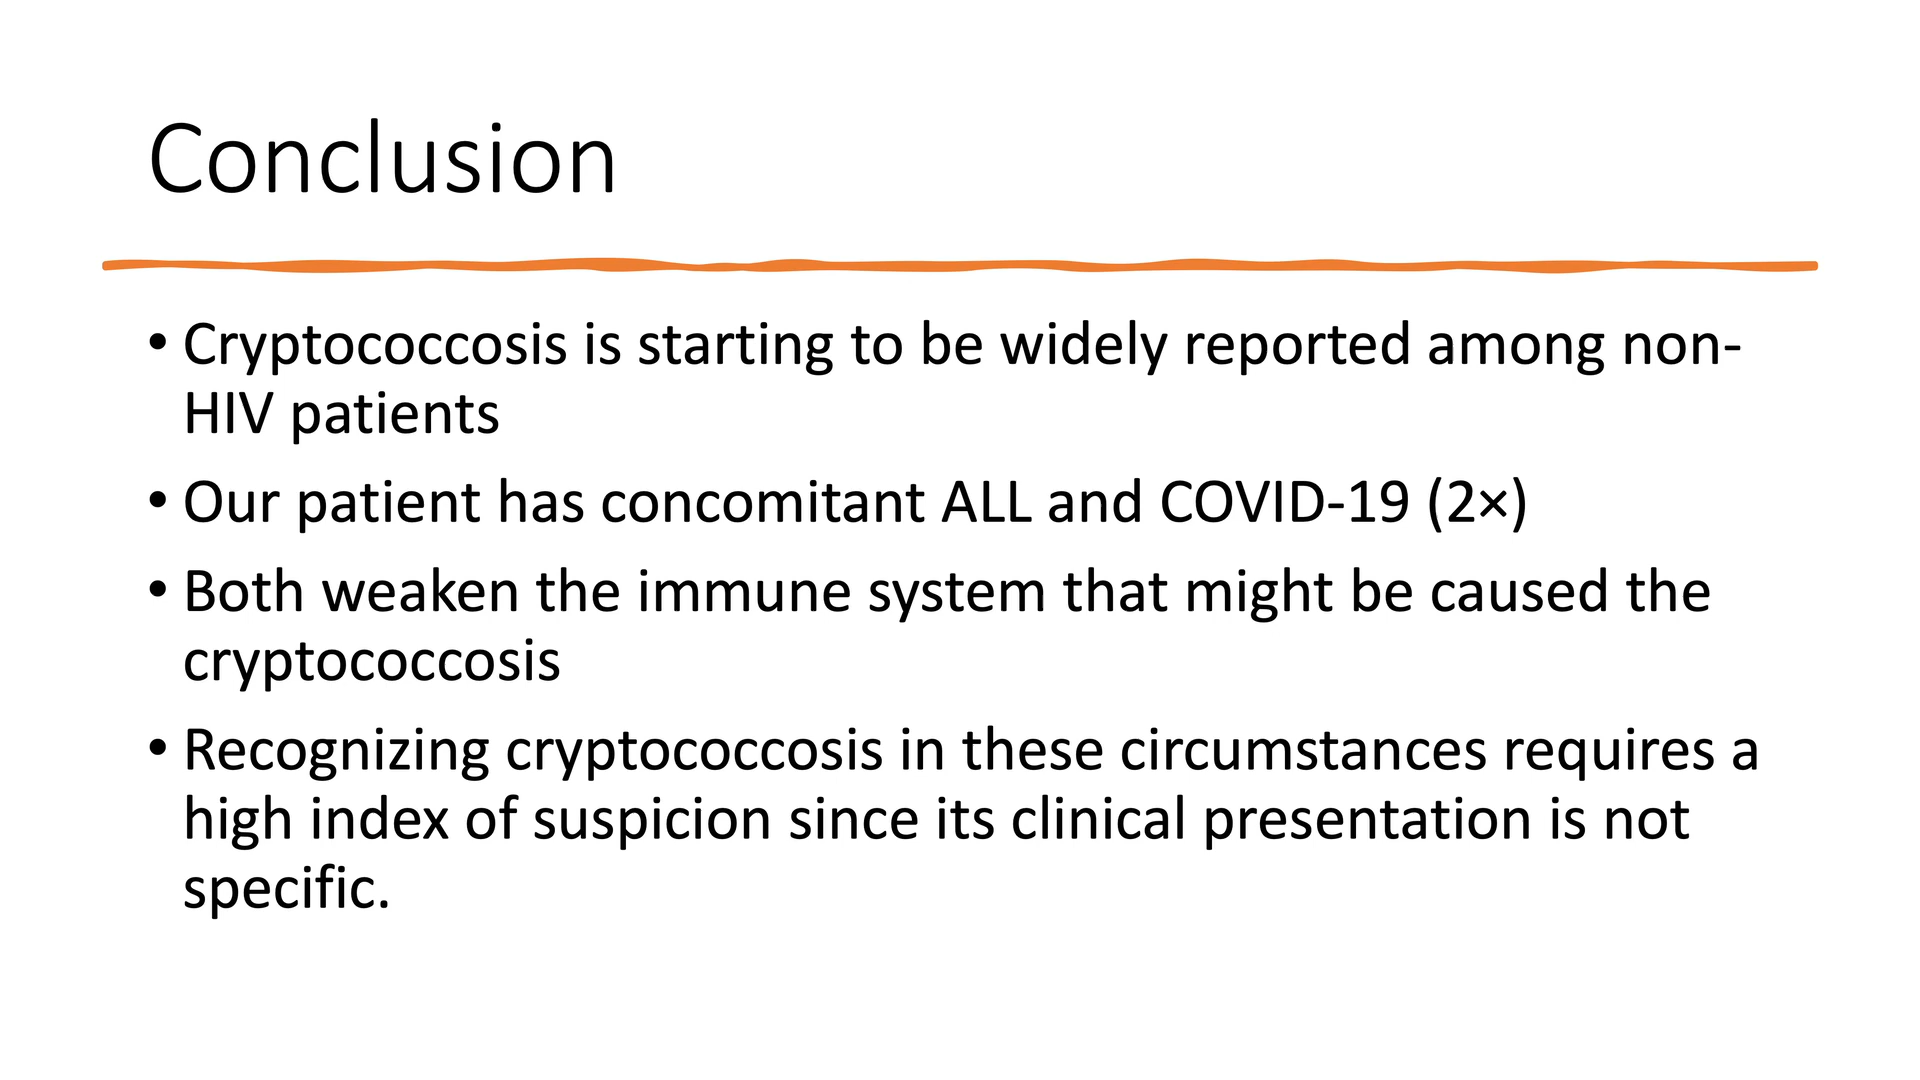 Conclusion
• Cryptococcosis is starting to be widely reported among non-
HIV patients
• Our patient has concomitant ALL and COVID-19 (2×)
• Both weaken the immune system that might be caused the
cryptococcosis
• Recognizing cryptococcosis in these circumstances requires a
high index of suspicion since its clinical presentation is not
specific.